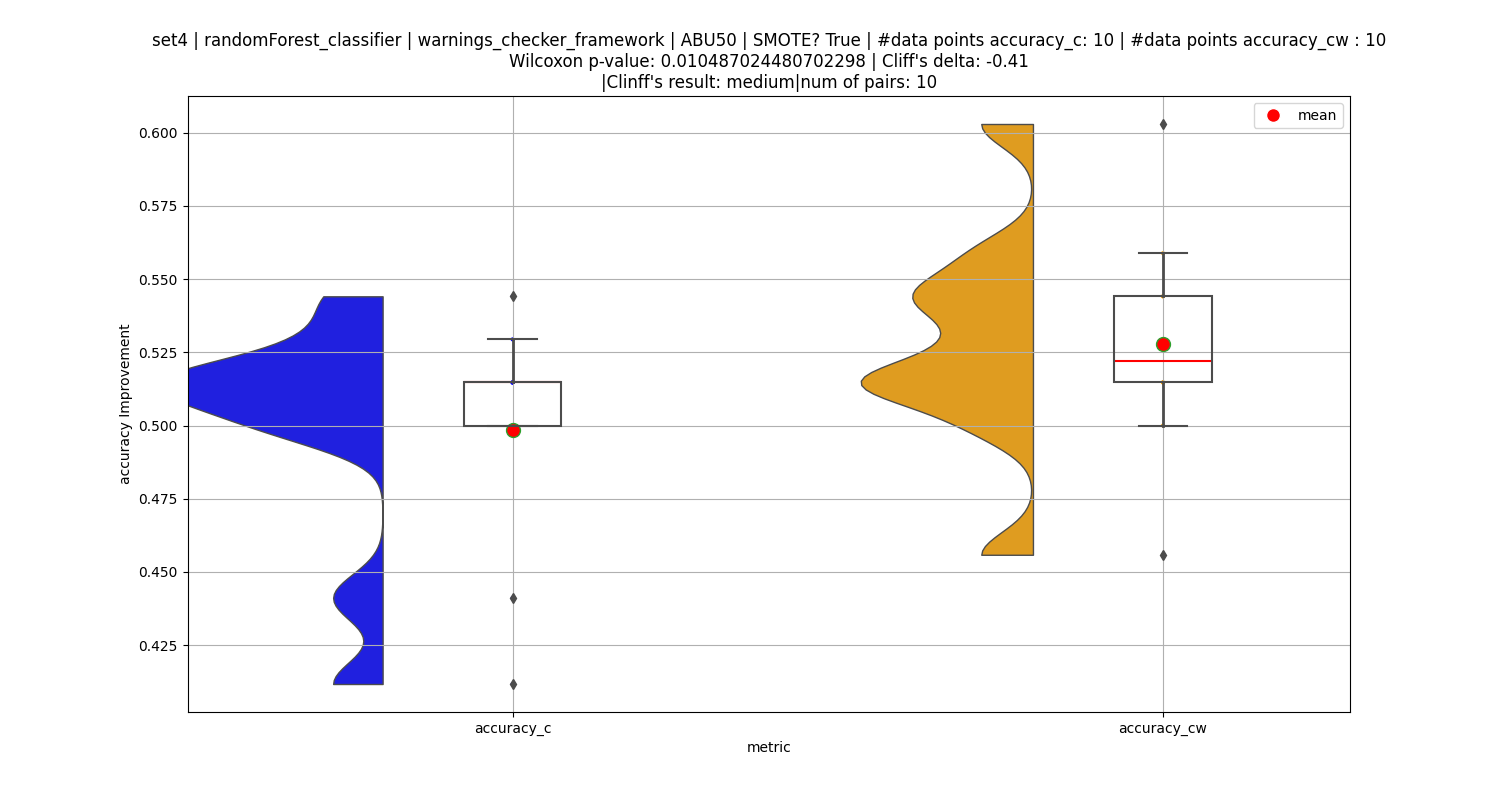 set4 | randomForest_classifier | warnings_checker_framework | ABU50 | SMOTE? True | #data points accuracy_c: 10 | #data points accuracy_cw : 10
Wilcoxon p-value: 0.010487024480702298 | Cliff's delta: -0.41
|Clinff's result: medium|num of pairs: 10
mean
0.600
0.575
0.550
0.525
0.500
0.475
0.450
0.425
accuracy Improvement
accuracy_c
accuracy_cw
metric